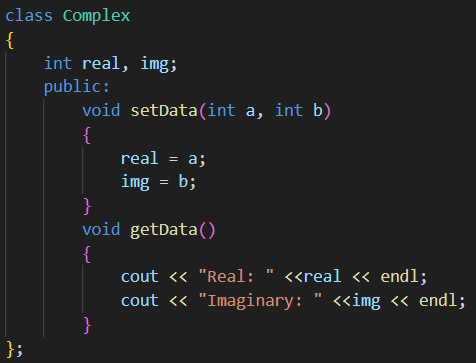 class Complex
{
    int real, img;
    public:
        void setData(int a, int b)
        {
            real = a;
            img = b;
        }
        void getData()
        {
            cout << "Real: " <<real << endl;
            cout << "Imaginary: " <<img << endl;
        }
};